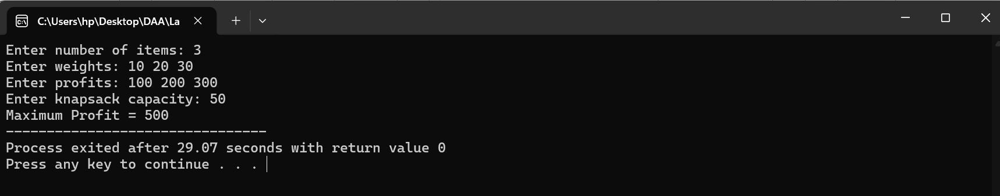 C:\Users\hp\Desktop\DAA\La
Enter number of items: 3
Enter weights: 10 20 30
Enter profits: 100 200 300
Enter knapsack capacity: 50
Maximum Profit = 500
--------------------------------
Process exited after 29.07 seconds with return value 0
Press any key to continue . . .